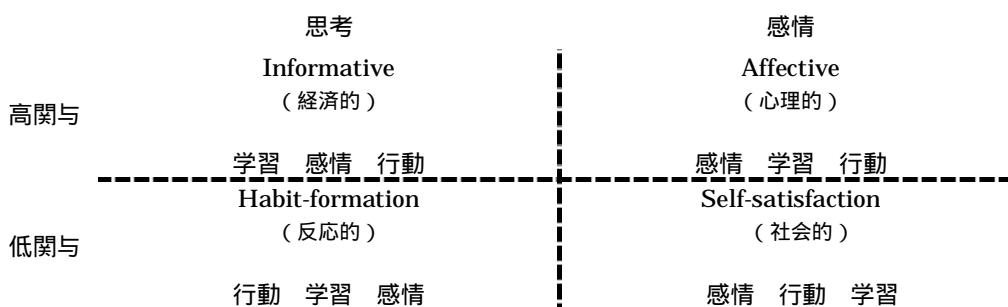 思考 感情
Informative Affective
（経済的） （心理的）
高関与
学習 感情 行動 感情 学習 行動
Habit-formation Self-satisfaction
（反応的） （社会的）
低関与
行動 学習 感情 感情 行動 学習